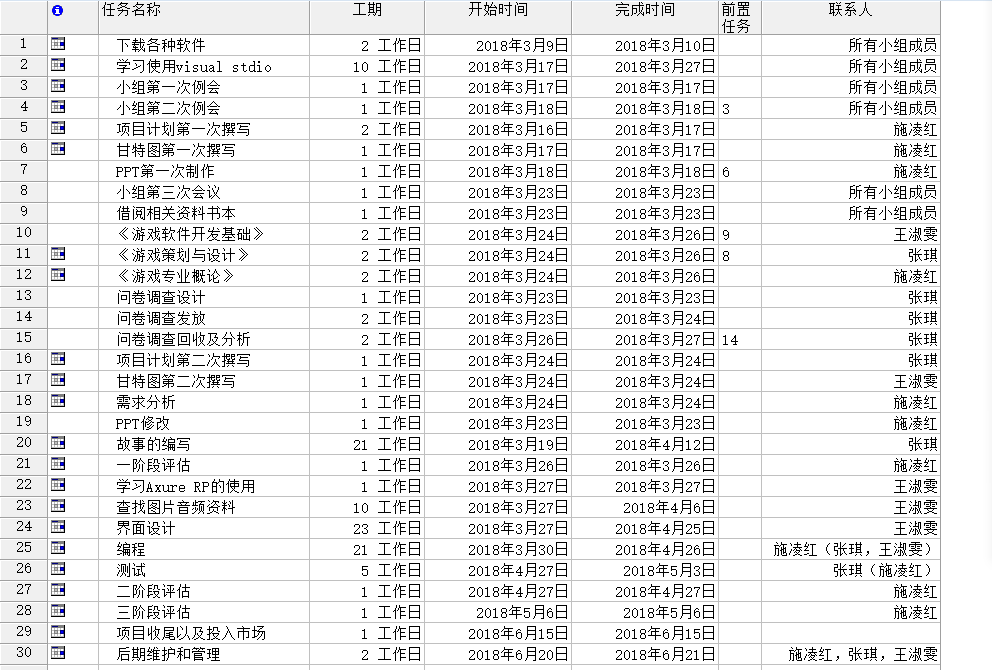 任务名称 工期 开始时间 完成时间 前置任务 联系人
1 下载各种软件 2 工作日 2018年3月9日 2018年3月10日 所有小组成员
2 学习使用visual stdio 10 工作日 2018年3月17日 2018年3月27日 所有小组成员
3 小组第一次例会 1 工作日 2018年3月17日 2018年3月17日 所有小组成员
4 小组第二次例会 1 工作日 2018年3月18日 2018年3月18日 3 所有小组成员
5 项目计划第一次撰写 2 工作日 2018年3月16日 2018年3月17日 施凌红
6 甘特图第一次撰写 1 工作日 2018年3月17日 2018年3月17日 施凌红
7 PPT第一次制作 1 工作日 2018年3月18日 2018年3月18日 6 施凌红
8 小组第三次会议 1 工作日 2018年3月23日 2018年3月23日 所有小组成员
9 借阅相关资料书本 1 工作日 2018年3月23日 2018年3月23日 所有小组成员
10 《游戏软件开发基础》 2 工作日 2018年3月24日 2018年3月26日 9 王淑雯
11 《游戏策划与设计》 2 工作日 2018年3月24日 2018年3月26日 8 张琪
12 《游戏专业概论》 2 工作日 2018年3月24日 2018年3月26日 施凌红
13 问卷调查设计 1 工作日 2018年3月23日 2018年3月23日 张琪
14 问卷调查发放 2 工作日 2018年3月23日 2018年3月24日 张琪
15 问卷调查回收及分析 2 工作日 2018年3月26日 2018年3月27日 14 张琪
16 项目计划第二次撰写 1 工作日 2018年3月24日 2018年3月24日 张琪
17 甘特图第二次撰写 1 工作日 2018年3月24日 2018年3月24日 王淑雯
18 需求分析 1 工作日 2018年3月24日 2018年3月24日 施凌红
19 PPT修改 1 工作日 2018年3月23日 2018年3月23日 施凌红
20 故事的编写 21 工作日 2018年3月19日 2018年4月12日 张琪
21 一阶段评估 1 工作日 2018年3月26日 2018年3月26日 施凌红
22 学习Axure RP的使用 1 工作日 2018年3月27日 2018年3月27日 王淑雯
23 查找图片音频资料 10 工作日 2018年3月27日 2018年4月6日 王淑雯
24 界面设计 23 工作日 2018年3月27日 2018年4月25日 王淑雯
25 编程 21 工作日 2018年3月30日 2018年4月26日 施凌红（张琪，王淑雯）
26 测试 5 工作日 2018年4月27日 2018年5月3日 张琪（施凌红）
27 二阶段评估 1 工作日 2018年4月27日 2018年4月27日 施凌红
28 三阶段评估 1 工作日 2018年5月6日 2018年5月6日 施凌红
29 项目收尾以及投入市场 1 工作日 2018年6月15日 2018年6月15日
30 后期维护和管理 2 工作日 2018年6月20日 2018年6月21日 施凌红，张琪，王淑雯